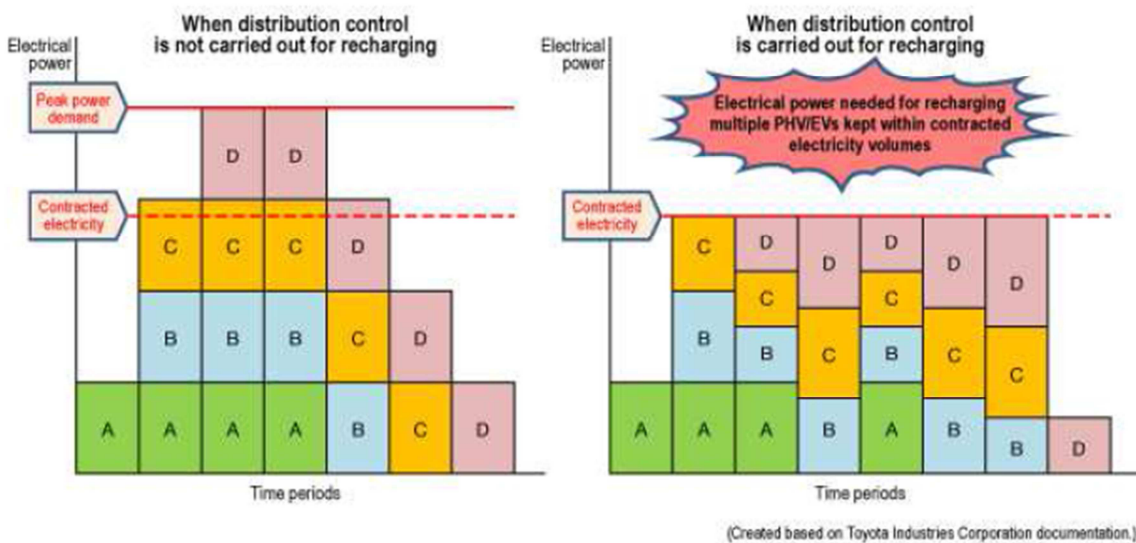 When distribution control
is not carried out for recharging
Electrical
power
Peak power
demand
Contracted
electricity
D D
C C C D
B B B C D
A A A A B C D
Time periods
When distribution control
is carried out for recharging
Electrical
power
Electrical power needed for recharging
multiple PHV/EVs kept within contracted
electricity volumes
Contracted
electricity
C D D D D D
C C
B B C B C C
A A A B A B B D
Time periods
(Created based on Toyota Industries Corporation documentation.)